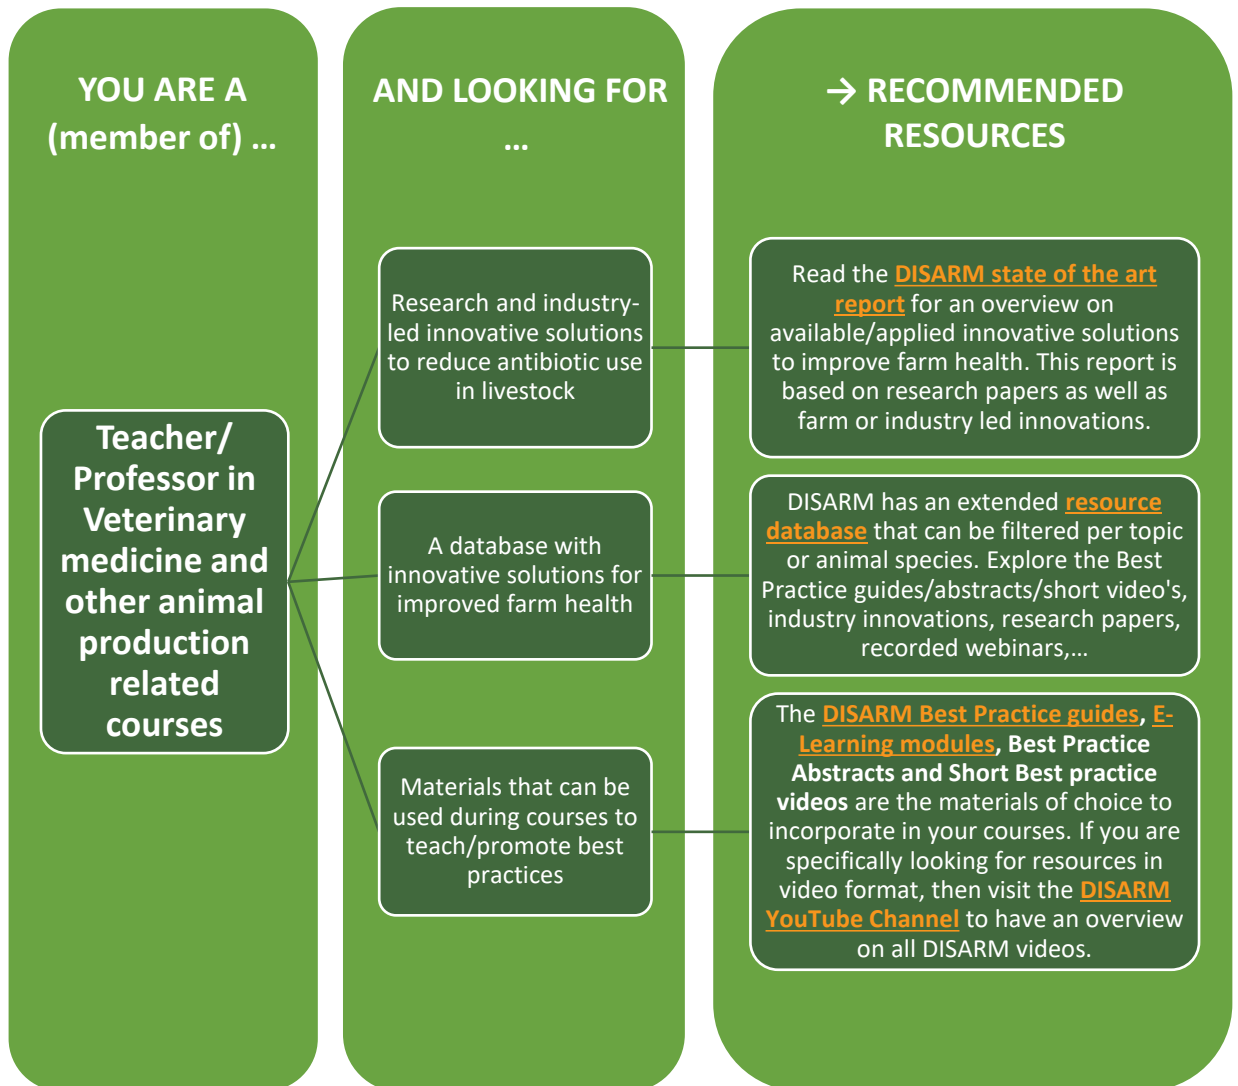 YOU ARE A
(member of) …
AND LOOKING FOR
…
→ RECOMMENDED
RESOURCES
Teacher/
Professor in
Veterinary
medicine and
other animal
production
related
courses
Research and industry-
led innovative solutions
to reduce antibiotic use
in livestock
Read the DISARM state of the art
report for an overview on
available/applied innovative solutions
to improve farm health. This report is
based on research papers as well as
farm or industry led innovations.
A database with
innovative solutions for
improved farm health
DISARM has an extended resource
database that can be filtered per topic
or animal species. Explore the Best
Practice guides/abstracts/short video's,
industry innovations, research papers,
recorded webinars,…
Materials that can be
used during courses to
teach/promote best
practices
The DISARM Best Practice guides, E-
Learning modules, Best Practice
Abstracts and Short Best practice
videos are the materials of choice to
incorporate in your courses. If you are
specifically looking for resources in
video format, then visit the DISARM
YouTube Channel to have an overview
on all DISARM videos.